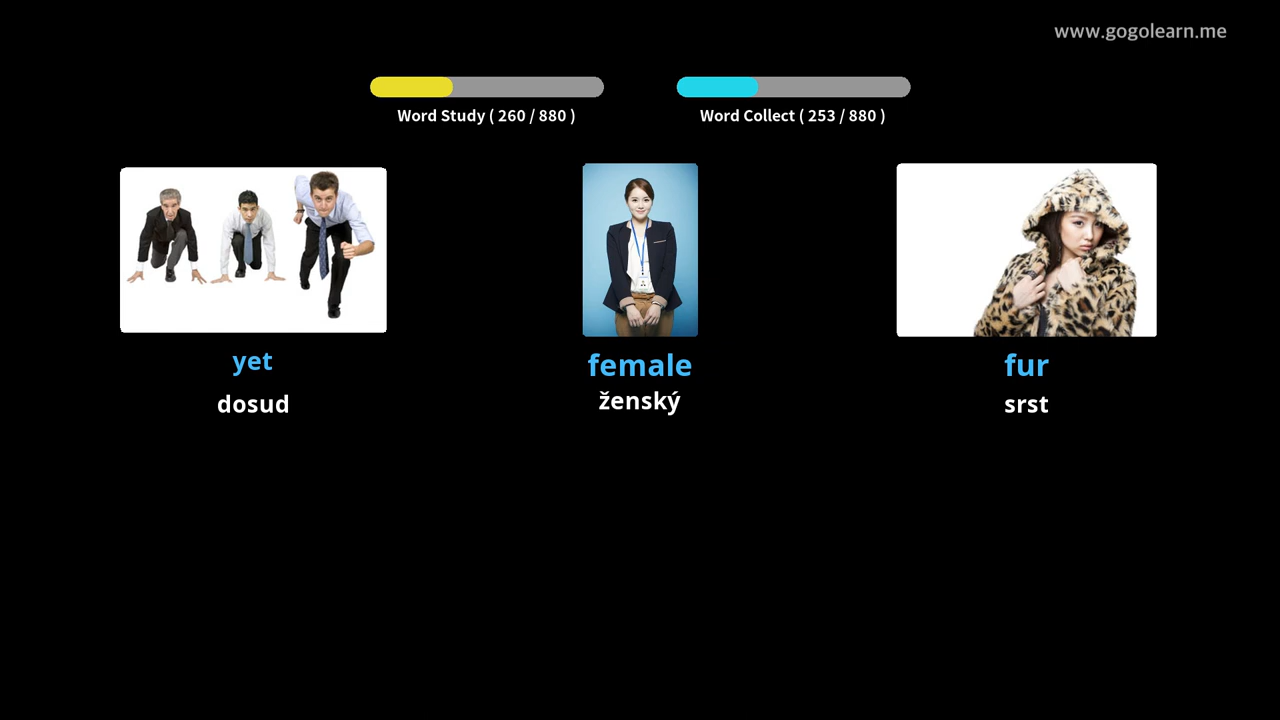 www.gogolearn.me
Word Study ( 260 / 880 )
Word Collect ( 253 / 880 )
yet
dosud
female
ženský
fur
srst